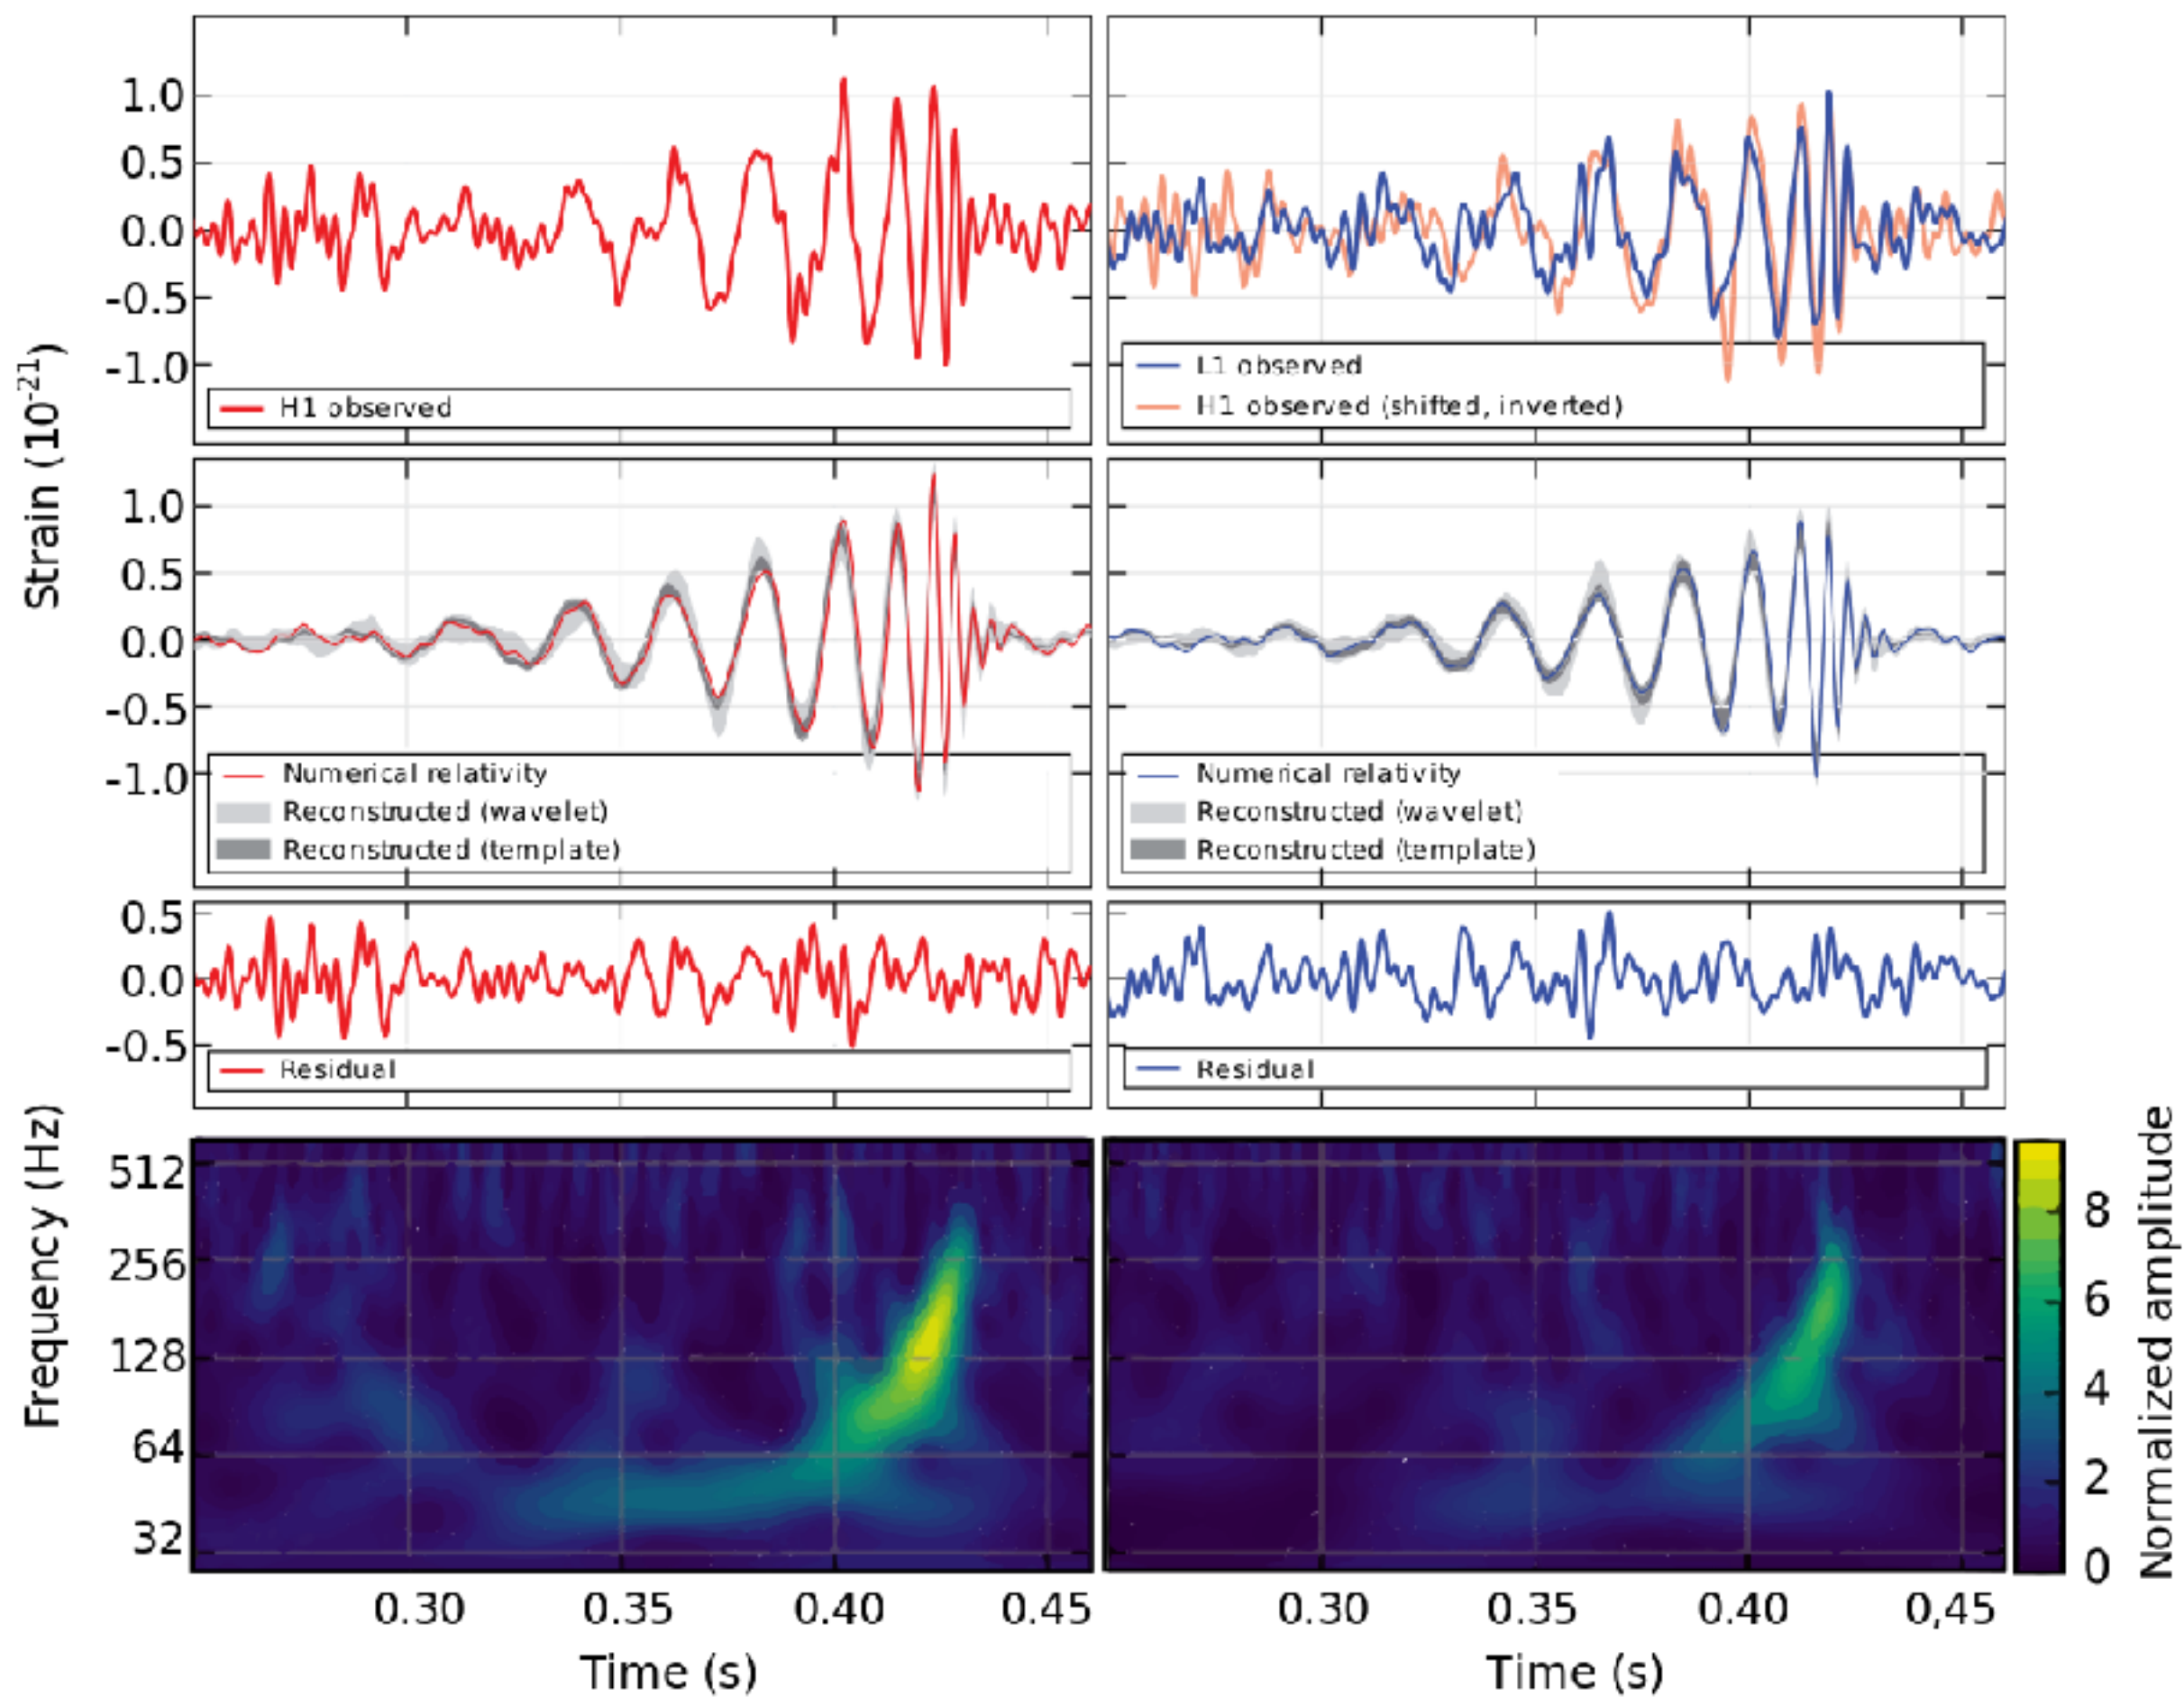 Strain (10-21)
1.0
0.5
0.0
-0.5
-1.0
H1 observed
L1 observed
H1 observed (shifted, inverted)
1.0
0.5
0.0
-0.5
-1.0
Numerical relativity
Reconstructed (wavelet)
Reconstructed (template)
Numerical relativity
Reconstructed (wavelet)
Reconstructed (template)
0.5
0.0
-0.5
Residual
Residual
Frequency (Hz)
512
256
128
64
32
Normalized amplitude
8
6
4
2
0
0.30 0.35 0.40 0.45
0.30 0.35 0.40 0,45
Time (s)
Time (s)